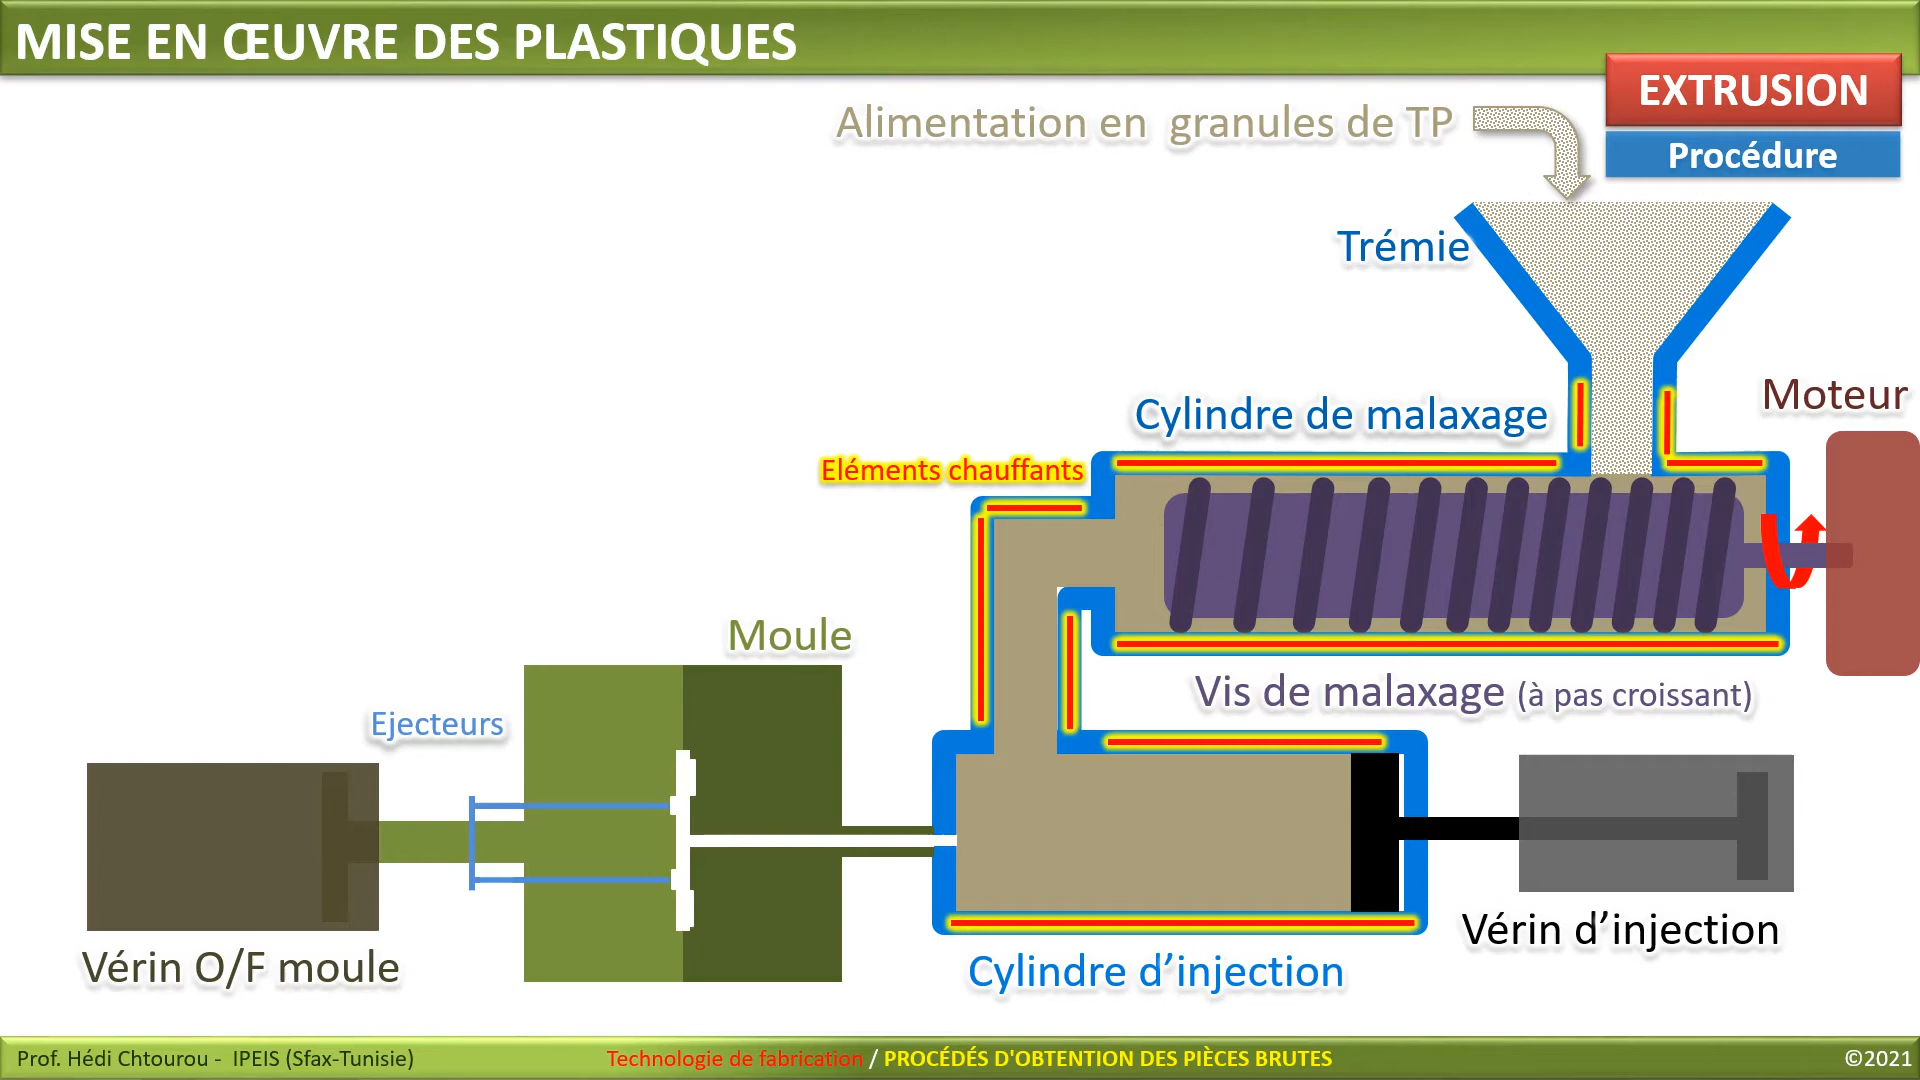 MISE EN ŒUVRE DES PLASTIQUES
EXTRUSION
Procédure
Alimentation en granules de TP
Trémie
Moteur
Cylindre de malaxage
Eléments chauffants
Moule
Vis de malaxage (à pas croissant)
Ejecteurs
Vérin d’injection
Vérin O/F moule
Cylindre d’injection
Prof. Hédi Chtourou - IPEIS (Sfax-Tunisie)
Technologie de fabrication / PROCÉDÉS D'OBTENTION DES PIÈCES BRUTES
©2021